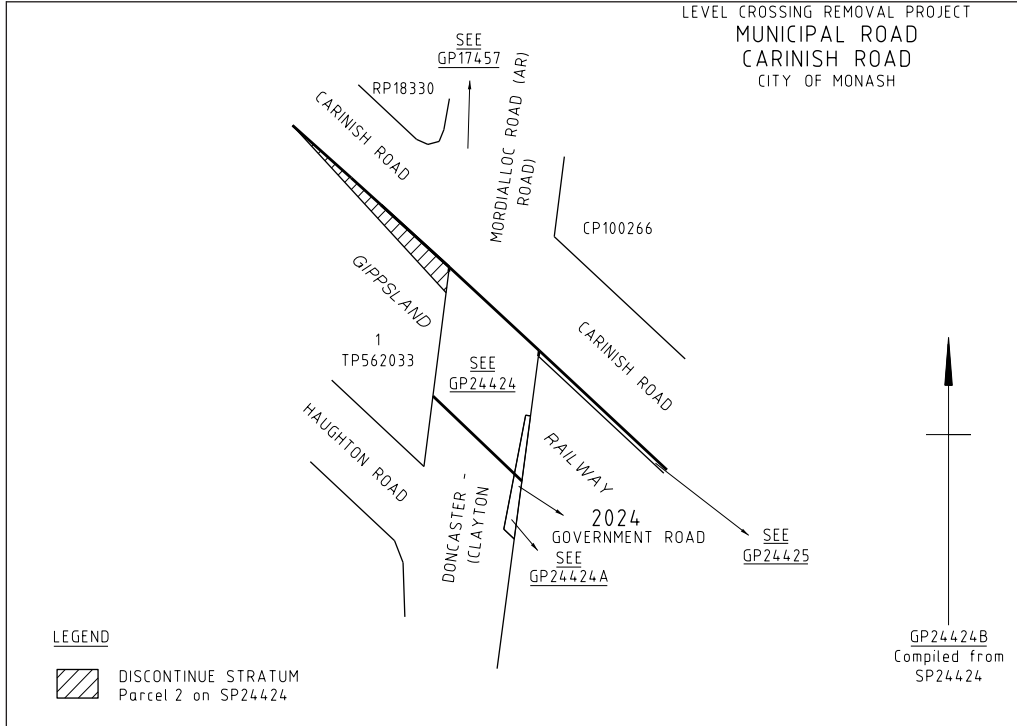 LEVEL CROSSING REMOVAL PROJECT
MUNICIPAL ROAD
CARINISH ROAD
CITY OF MONASH
SEE
GP17457
RP18330
CARINISH ROAD
MORDIALLOC ROAD (AR)
ROAD)
CP100266
GIPPSLAND
1
TP562033
SEE
GP24424
CARINISH ROAD
HAUGHTON ROAD
RAILWAY
DONCASTER -
(CLAYTON
2024
GOVERNMENT ROAD
SEE
GP24424A
SEE
GP24425
LEGEND
DISCONTINUE STRATUM
Parcel 2 on SP24424
GP24424B
Compiled from
SP24424